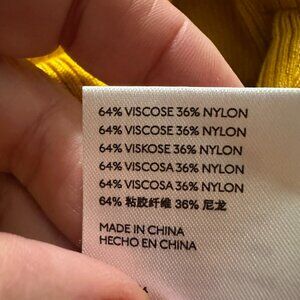 64% VISCOSE 36% NYLON
64% VISCOSE 36% NYLON
64% VISKOSE 36% NYLON
64% VISCOSA 36% NYLON
64% VISCOSA 36% NYLON
64% 粘胶纤维 36% 尼龙
MADE IN CHINA
HECHO EN CHINA